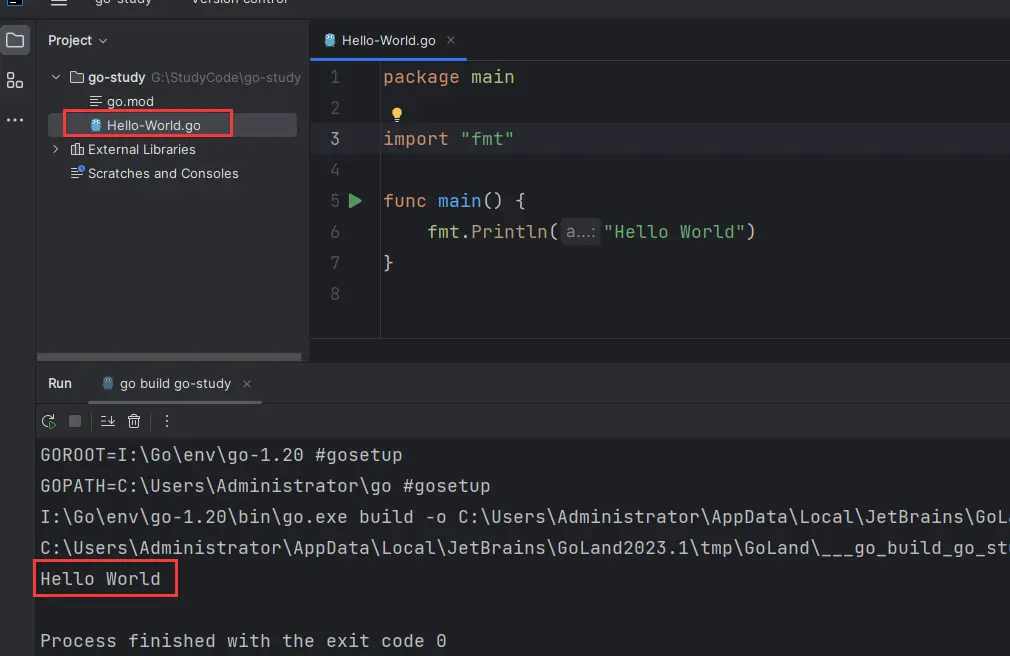 go-study Version control
Project
go-study G:\StudyCode\go-study
go.mod
Hello-World.go
External Libraries
Scratches and Consoles
Hello-World.go
1 package main
2
3 import "fmt"
4
5 func main() {
6 fmt.Println(a...: "Hello World")
7 }
8
Run go build go-study
GOROOT=I:\Go\env\go-1.20 #gosetup
GOPATH=C:\Users\Administrator\go #gosetup
I:\Go\env\go-1.20\bin\go.exe build -o C:\Users\Administrator\AppData\Local\JetBrains\GoL
C:\Users\Administrator\AppData\Local\JetBrains\GoLand2023.1\tmp\GoLand\___go_build_go_st
Hello World
Process finished with the exit code 0